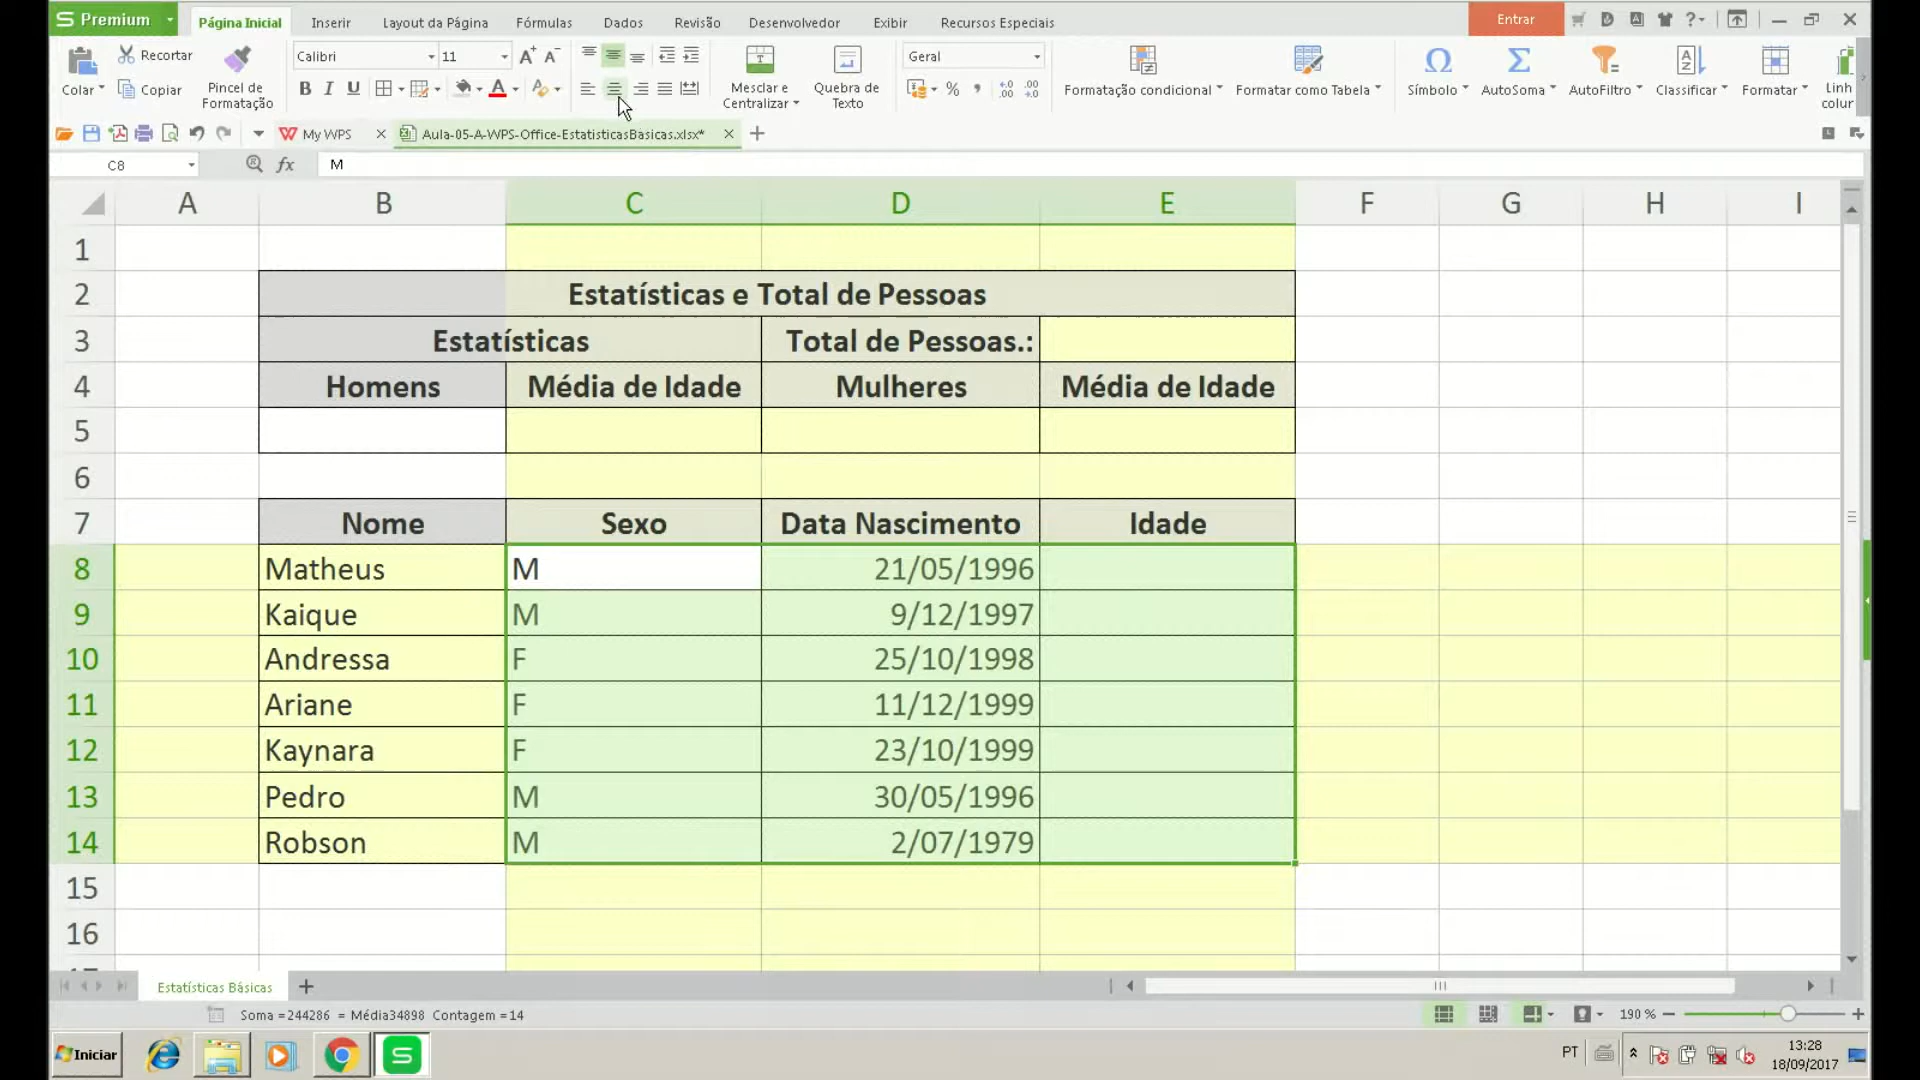 Premium
Página Inicial
Inserir
Layout da Página
Fórmulas
Dados
Revisão
Desenvolvedor
Exibir
Recursos Especiais
Entrar
Recortar
Colar
Copiar
Pincel de
Formatação
Calibri
11
Mesclar e
Centralizar
Quebra de
Texto
Geral
Formatação condicional
Formatar como Tabela
Símbolo
AutoSoma
AutoFiltro
Classificar
Formatar
Linh
colur
My WPS
Aula-05-A-WPS-Office-EstatisticasBasicas.xlsx*
C8
fx
M
A B C D E F G H I
1
2 Estatísticas e Total de Pessoas
3 Estatísticas Total de Pessoas.:
4 Homens Média de Idade Mulheres Média de Idade
5
6
7 Nome Sexo Data Nascimento Idade
8 Matheus M 21/05/1996
9 Kaique M 9/12/1997
10 Andressa F 25/10/1998
11 Ariane F 11/12/1999
12 Kaynara F 23/10/1999
13 Pedro M 30/05/1996
14 Robson M 2/07/1979
15
16
Estatísticas Básicas
Soma =244286 = Média34898 Contagem =14
190 %
Iniciar
PT
13:28
18/09/2017